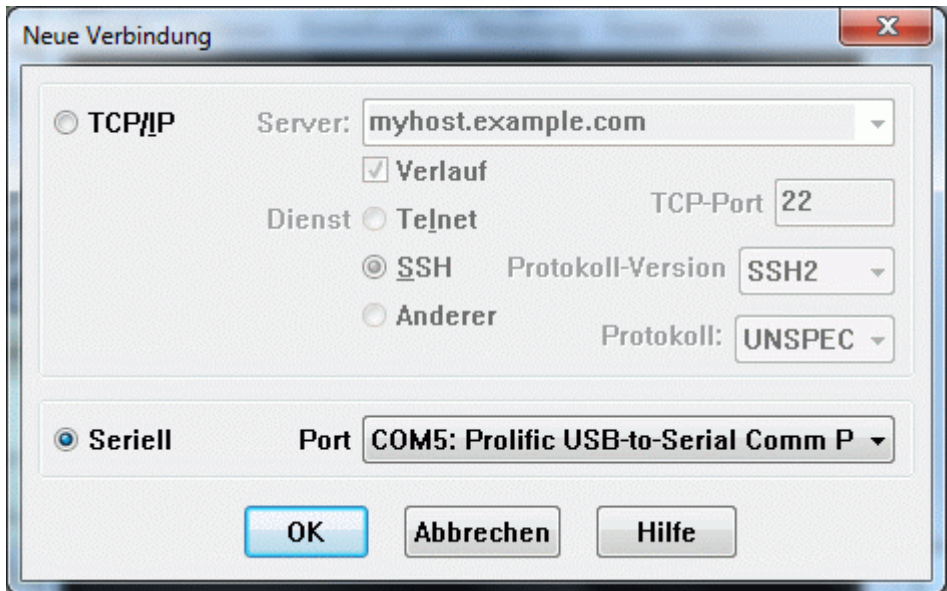 Neue Verbindung
TCP/IP Server: myhost.example.com
Verlauf
TCP-Port 22
Dienst Telnet
SSH Protokoll-Version SSH2
Anderer
Protokoll: UNSPEC
Seriell Port COM5: Prolific USB-to-Serial Comm P
OK Abbrechen Hilfe